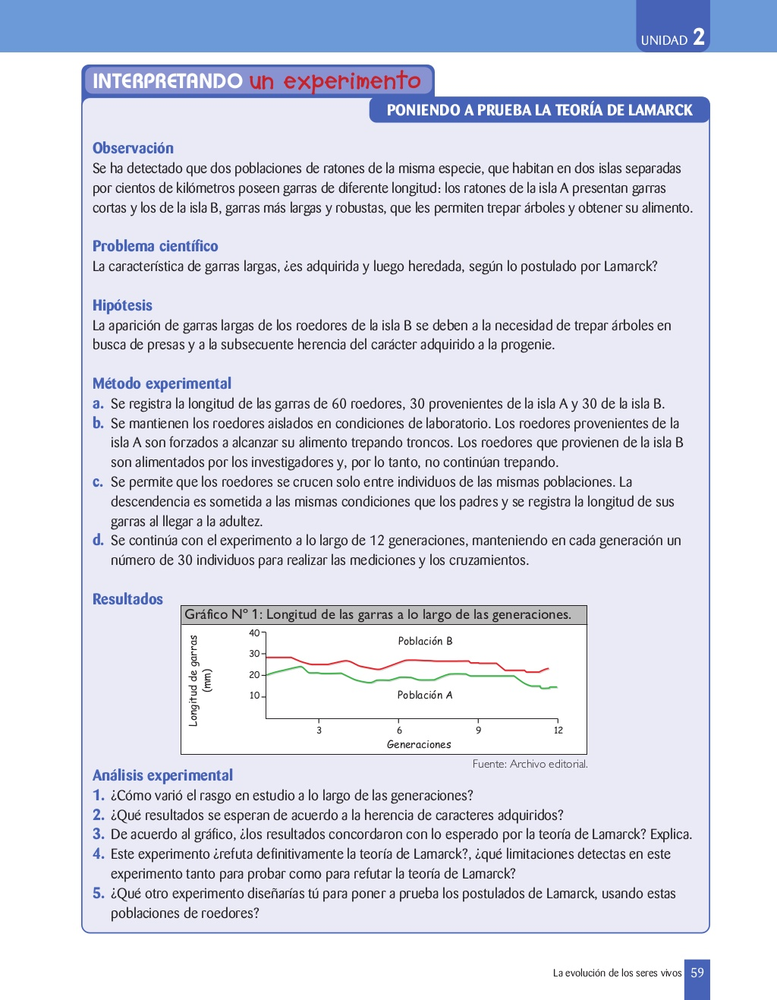 UNIDAD 2
INTERPRETANDO un experimento
PONIENDO A PRUEBA LA TEORÍA DE LAMARCK
Observación
Se ha detectado que dos poblaciones de ratones de la misma especie, que habitan en dos islas separadas
por cientos de kilómetros poseen garras de diferente longitud: los ratones de la isla A presentan garras
cortas y los de la isla B, garras más largas y robustas, que les permiten trepar árboles y obtener su alimento.
Problema científico
La característica de garras largas, ¿es adquirida y luego heredada, según lo postulado por Lamarck?
Hipótesis
La aparición de garras largas de los roedores de la isla B se deben a la necesidad de trepar árboles en
busca de presas y a la subsecuente herencia del carácter adquirido a la progenie.
Método experimental
a. Se registra la longitud de las garras de 60 roedores, 30 provenientes de la isla A y 30 de la isla B.
b. Se mantienen los roedores aislados en condiciones de laboratorio. Los roedores provenientes de la
isla A son forzados a alcanzar su alimento trepando troncos. Los roedores que provienen de la isla B
son alimentados por los investigadores y, por lo tanto, no continúan trepando.
c. Se permite que los roedores se crucen solo entre individuos de las mismas poblaciones. La
descendencia es sometida a las mismas condiciones que los padres y se registra la longitud de sus
garras al llegar a la adultez.
d. Se continúa con el experimento a lo largo de 12 generaciones, manteniendo en cada generación un
número de 30 individuos para realizar las mediciones y los cruzamientos.
Resultados
Gráfico Nº 1: Longitud de las garras a lo largo de las generaciones.
Longitud de garras
(mm)
40
30
20
10
Población B
Población A
3 6 9 12
Generaciones
Fuente: Archivo editorial.
Análisis experimental
1. ¿Cómo varió el rasgo en estudio a lo largo de las generaciones?
2. ¿Qué resultados se esperan de acuerdo a la herencia de caracteres adquiridos?
3. De acuerdo al gráfico, ¿los resultados concordaron con lo esperado por la teoría de Lamarck? Explica.
4. Este experimento ¿refuta definitivamente la teoría de Lamarck?, ¿qué limitaciones detectas en este
experimento tanto para probar como para refutar la teoría de Lamarck?
5. ¿Qué otro experimento diseñarías tú para poner a prueba los postulados de Lamarck, usando estas
poblaciones de roedores?
La evolución de los seres vivos 59